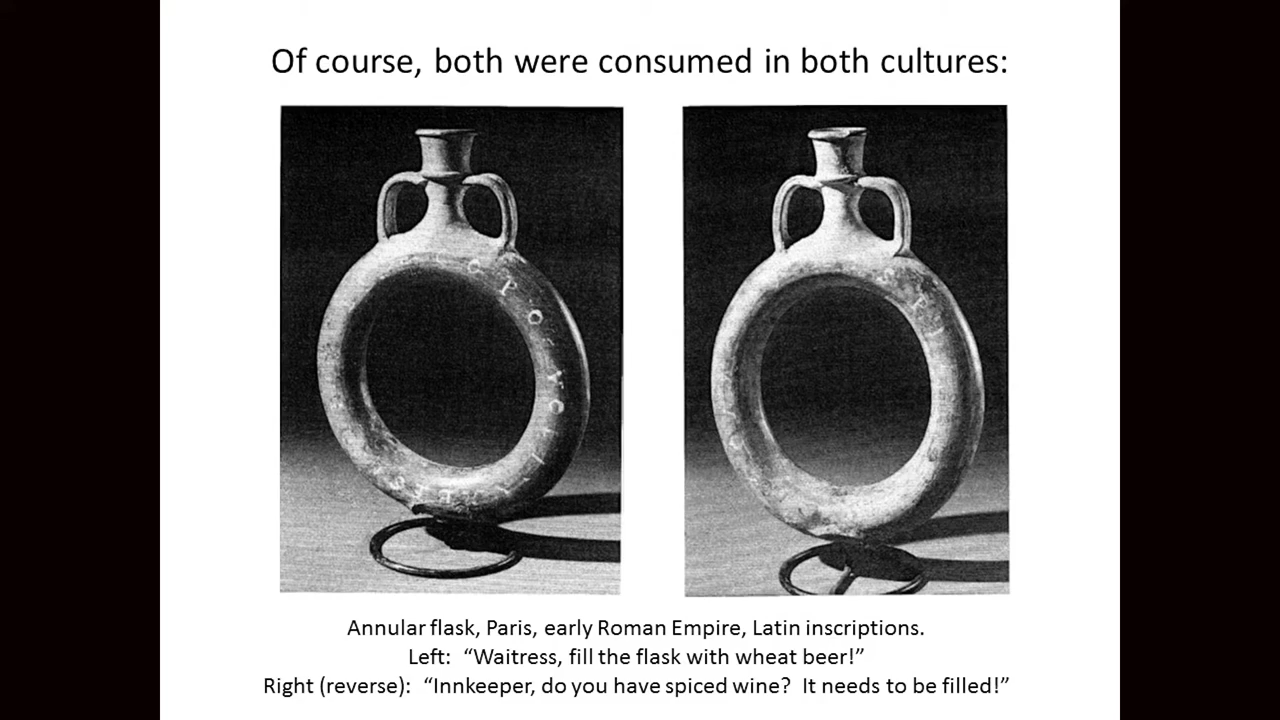 Of course, both were consumed in both cultures:
Annular flask, Paris, early Roman Empire, Latin inscriptions.
Left: “Waitress, fill the flask with wheat beer!”
Right (reverse): “Innkeeper, do you have spiced wine? It needs to be filled!”